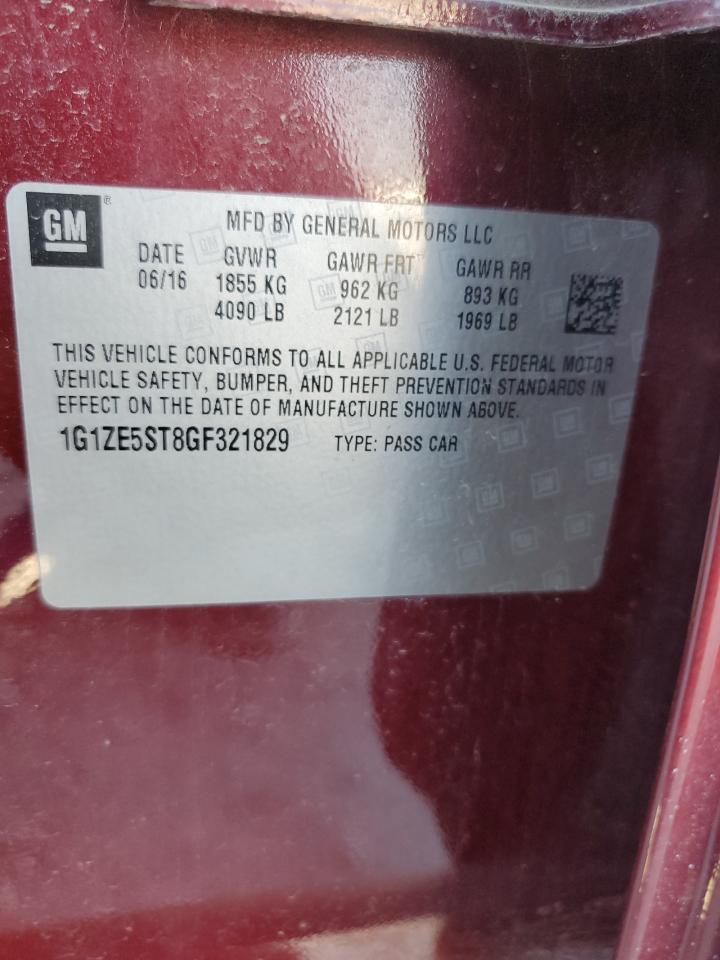 GM®
MFD BY GENERAL MOTORS LLC
DATE GVWR GAWR FRT GAWR RR
06/16 1855 KG 962 KG 893 KG
4090 LB 2121 LB 1969 LB
THIS VEHICLE CONFORMS TO ALL APPLICABLE U.S. FEDERAL MOTOR
VEHICLE SAFETY, BUMPER, AND THEFT PREVENTION STANDARDS IN
EFFECT ON THE DATE OF MANUFACTURE SHOWN ABOVE.
1G1ZE5ST8GF321829 TYPE: PASS CAR